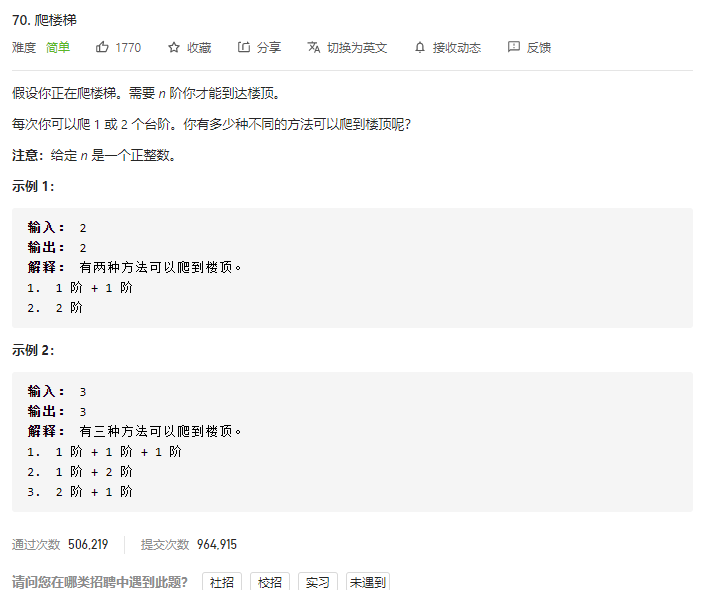 70. 爬楼梯
难度 简单 1770 收藏 分享 切换为英文 接收动态 反馈
假设你正在爬楼梯。需要 n 阶你才能到达楼顶。
每次你可以爬 1 或 2 个台阶。你有多少种不同的方法可以爬到楼顶呢？
注意：给定 n 是一个正整数。
示例 1：
输入： 2
输出： 2
解释： 有两种方法可以爬到楼顶。
1. 1 阶 + 1 阶
2. 2 阶
示例 2：
输入： 3
输出： 3
解释： 有三种方法可以爬到楼顶。
1. 1 阶 + 1 阶 + 1 阶
2. 1 阶 + 2 阶
3. 2 阶 + 1 阶
通过次数 506,219 提交次数 964,915
请问您在哪类招聘中遇到此题？ 社招 校招 实习 未遇到